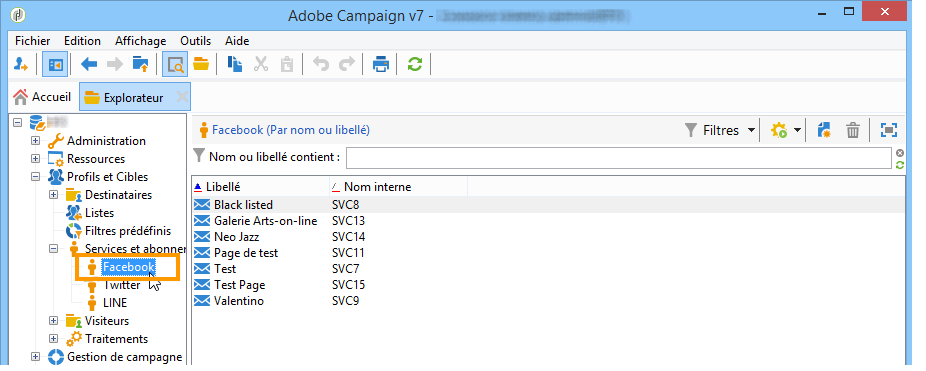 Adobe Campaign v7 -
Fichier Edition Affichage Outils Aide
Accueil Explorateur
Administration
Ressources
Profils et Cibles
Destinataires
Listes
Filtres prédéfinis
Services et abonner
Facebook
Twitter
LINE
Visiteurs
Traitements
Gestion de campagne
Facebook (Par nom ou libellé) Filtres
Nom ou libellé contient :
Libellé Nom interne
Black listed SVC8
Galerie Arts-on-line SVC13
Neo Jazz SVC14
Page de test SVC11
Test SVC7
Test Page SVC15
Valentino SVC9